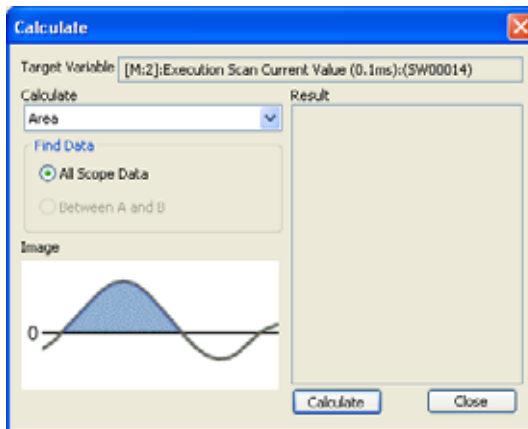 Calculate
Target Variable [M:2]:Execution Scan Current Value (0.1ms):(SW00014)
Calculate
Area
Find Data
All Scope Data
Between A and B
Image
0
Result
Calculate Close